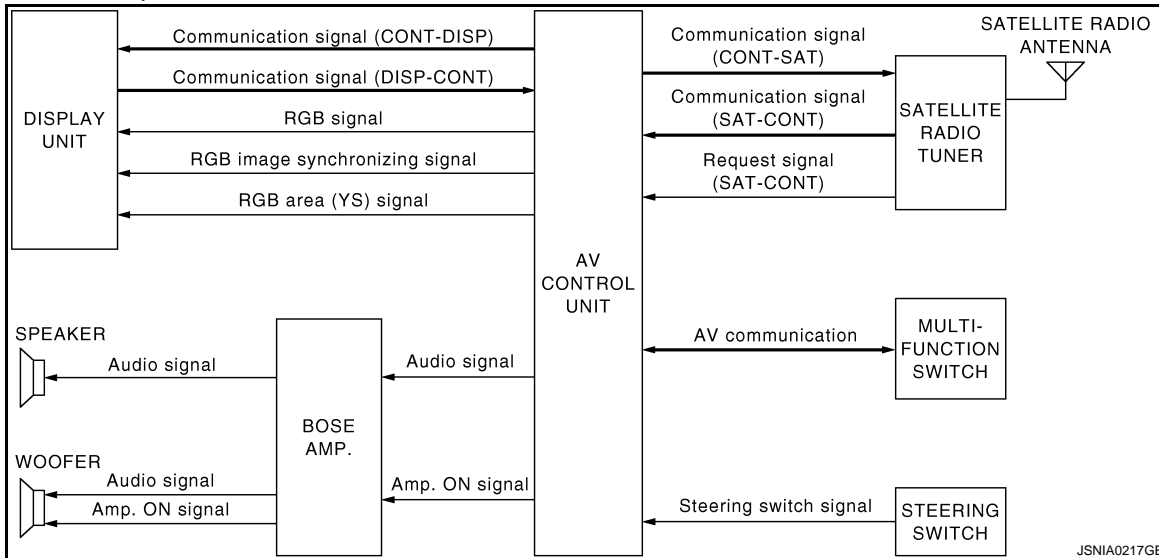 Communication signal (CONT-DISP)
Communication signal (DISP-CONT)
RGB signal
RGB image synchronizing signal
RGB area (YS) signal
DISPLAY
UNIT
Communication signal
(CONT-SAT)
Communication signal
(SAT-CONT)
Request signal
(SAT-CONT)
SATELLITE RADIO
ANTENNA
SATELLITE
RADIO
TUNER
AV
CONTROL
UNIT
AV communication
MULTI-
FUNCTION
SWITCH
SPEAKER
Audio signal
Audio signal
BOSE
AMP.
WOOFER
Audio signal
Amp. ON signal
Amp. ON signal
Steering switch signal
STEERING
SWITCH
JSNIA0217GB